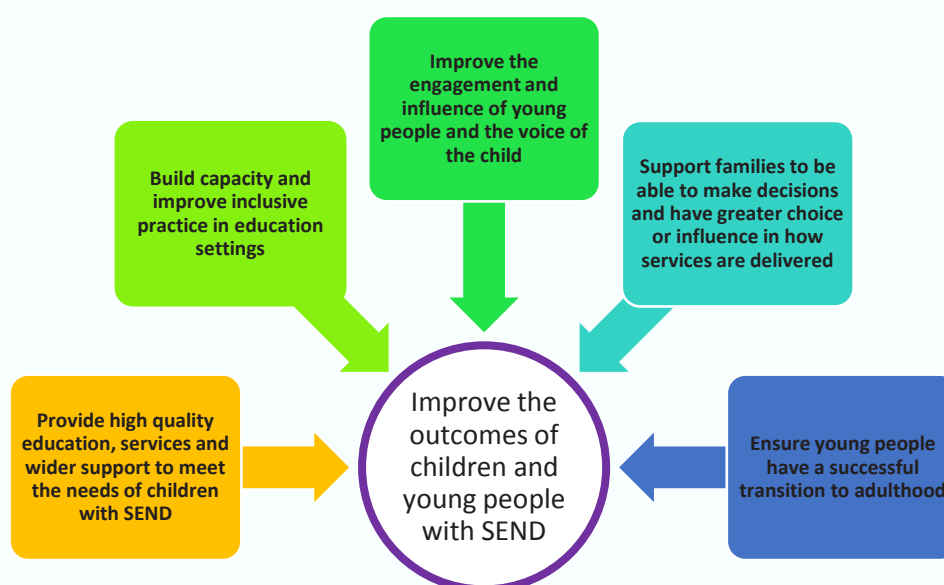 Improve the
engagement and
influence of young
people and the voice of
the child
Build capacity and
improve inclusive
practice in education
settings
Support families to be
able to make decisions
and have greater choice
or influence in how
services are delivered
Provide high quality
education, services and
wider support to meet
the needs of children
with SEND
Improve the
outcomes of
children and
young people
with SEND
Ensure young people
have a successful
transition to adulthood